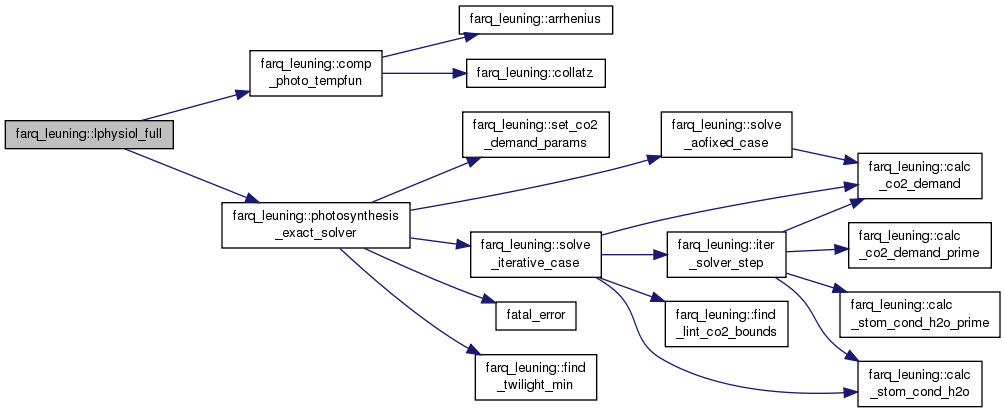 farq_leuning::lphysiol_full
farq_leuning::comp
_photo_tempfun
farq_leuning::arrhenius
farq_leuning::collatz
farq_leuning::photosynthesis
_exact_solver
farq_leuning::set_co2
_demand_params
farq_leuning::solve
_aofixed_case
farq_leuning::solve
_iterative_case
fatal_error
farq_leuning::find
_twilight_min
farq_leuning::iter
_solver_step
farq_leuning::find
_lint_co2_bounds
farq_leuning::calc
_co2_demand
farq_leuning::calc
_co2_demand_prime
farq_leuning::calc
_stom_cond_h2o_prime
farq_leuning::calc
_stom_cond_h2o